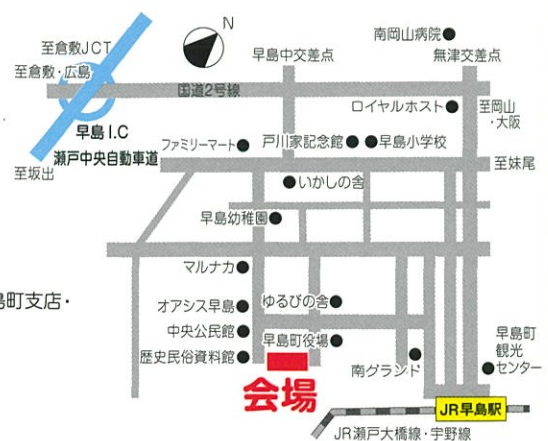 N
至倉敷JCT
至倉敷・広島
国道2号線
早島中交差点
南岡山病院
無津交差点
ロイヤルホスト
至岡山
・大阪
早島I.C
瀬戸中央自動車道
至坂出
ファミリーマート
戸川家記念館
早島小学校
至妹尾
いかしの舎
早島幼稚園
マルナカ
島町支店・
オアシス早島
ゆるびの舎
中央公民館
早島町役場
歴史民俗資料館
会場
南グランド
早島町
観光
センター
JR早島駅
JR瀬戸大橋線・宇野線